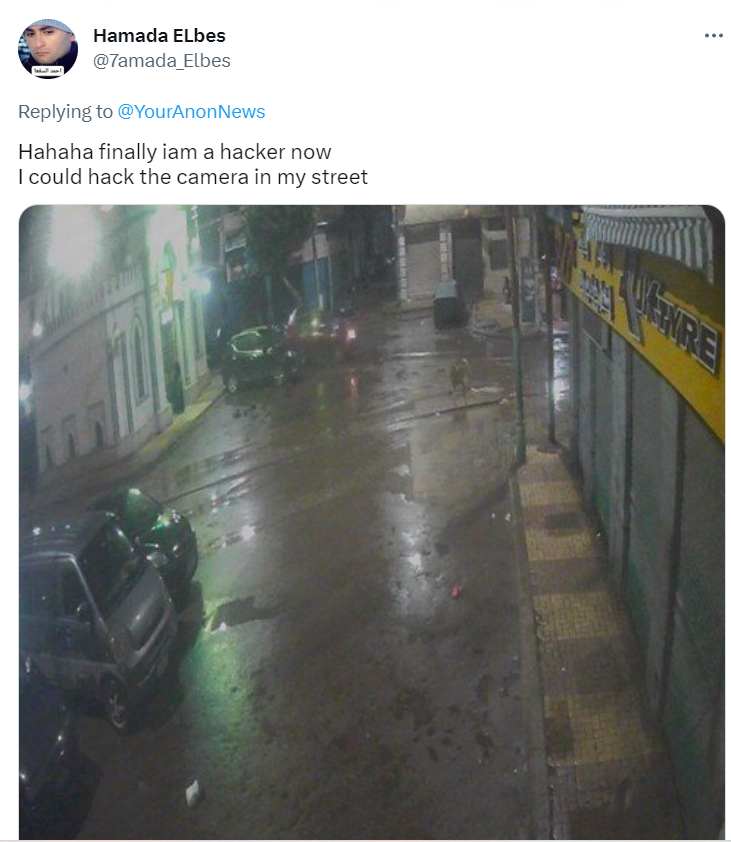 Hamada ELbes
@7amada_Elbes
Replying to @YourAnonNews
Hahaha finally iam a hacker now
I could hack the camera in my street
TYRE